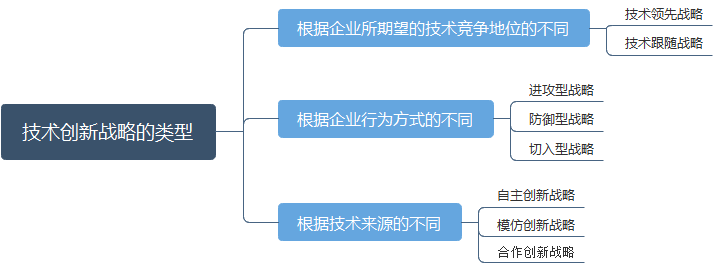 技术创新战略的类型
根据企业所期望的技术竞争地位的不同
技术领先战略
技术跟随战略
根据企业行为方式的不同
进攻型战略
防御型战略
切入型战略
根据技术来源的不同
自主创新战略
模仿创新战略
合作创新战略